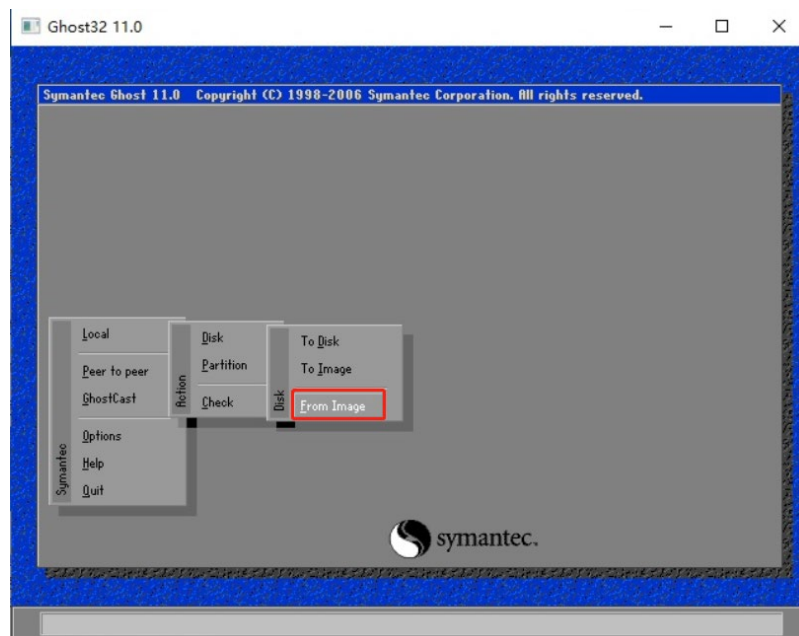 Ghost32 11.0
Symantec Ghost 11.0 Copyright (C) 1998-2006 Symantec Corporation. All rights reserved.
Local
Peer to peer
GhostCast
Options
Help
Quit
Symantec
Disk
Partition
Check
Action
To Disk
To Image
From Image
Disk
symantec.